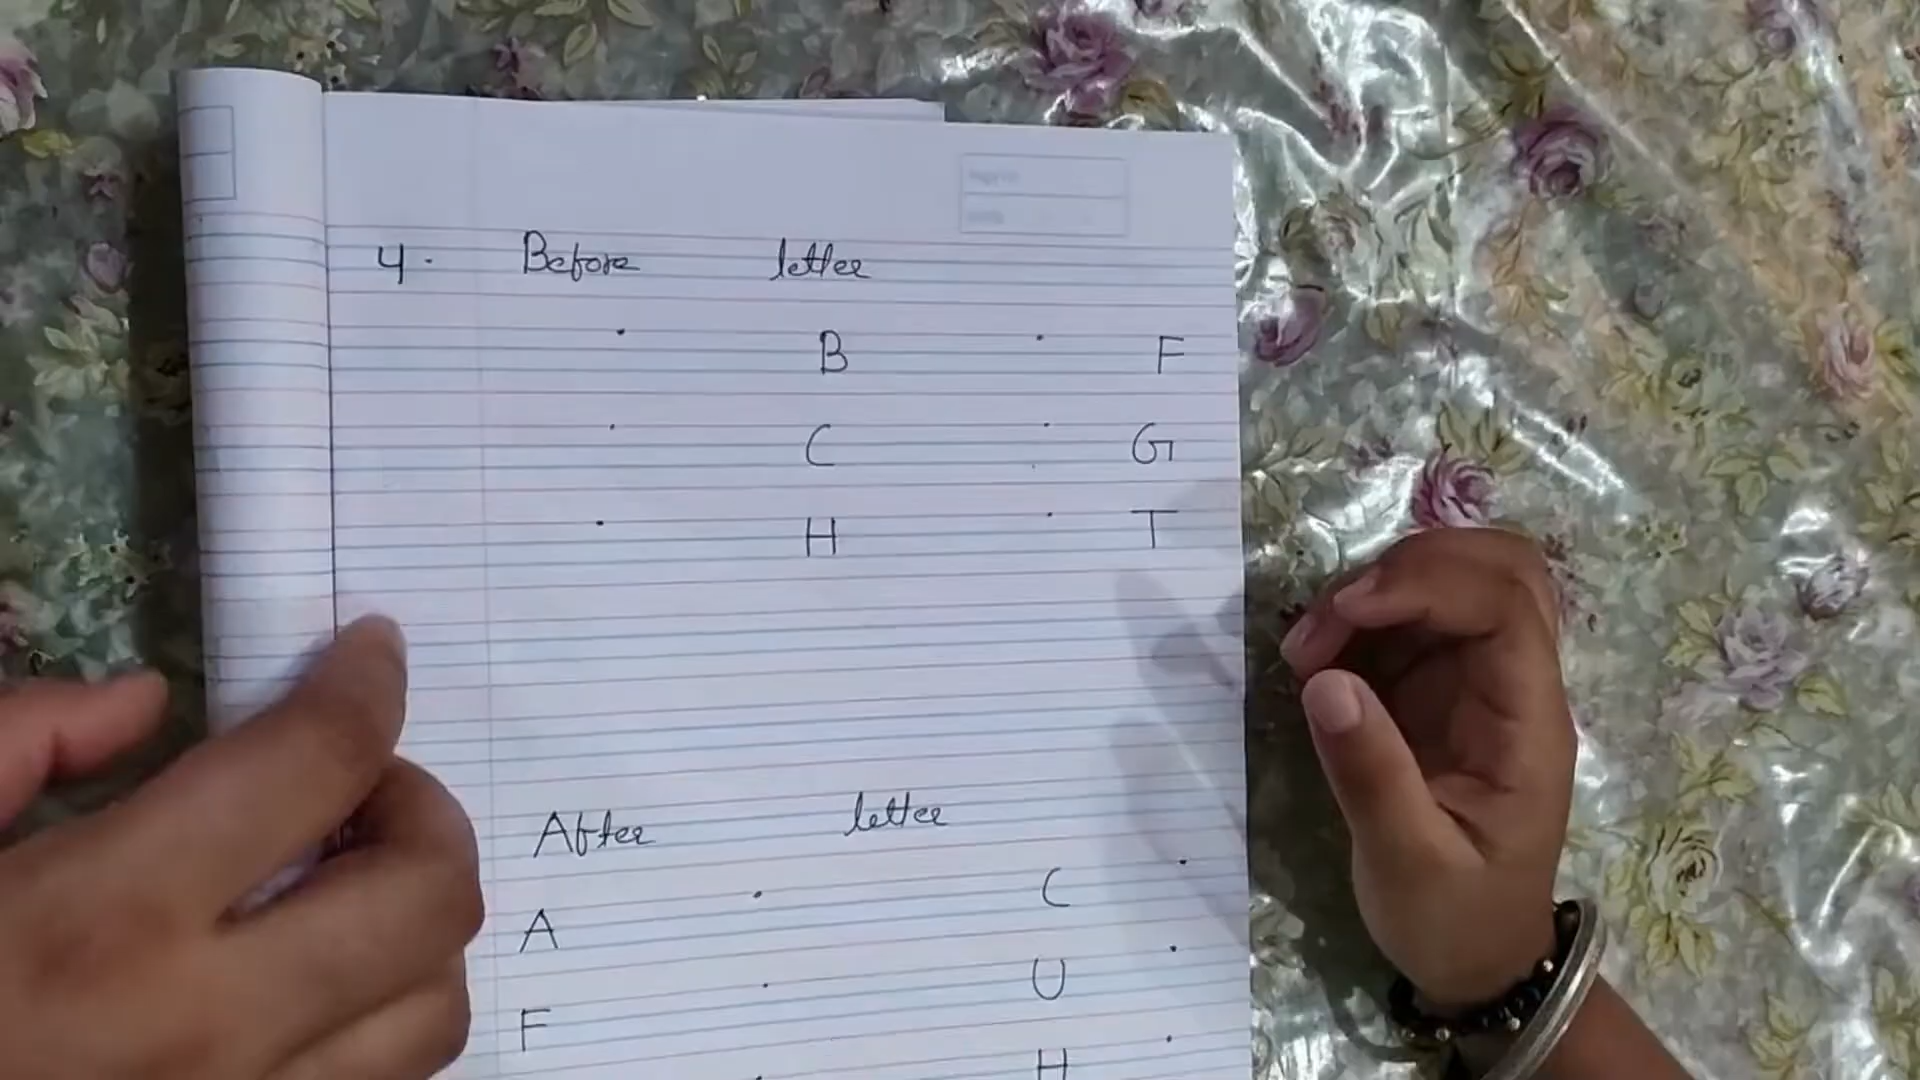 4. Before letter
. B . F
. C . G
. H . T
After letter
A . C .
F . U .
. H .